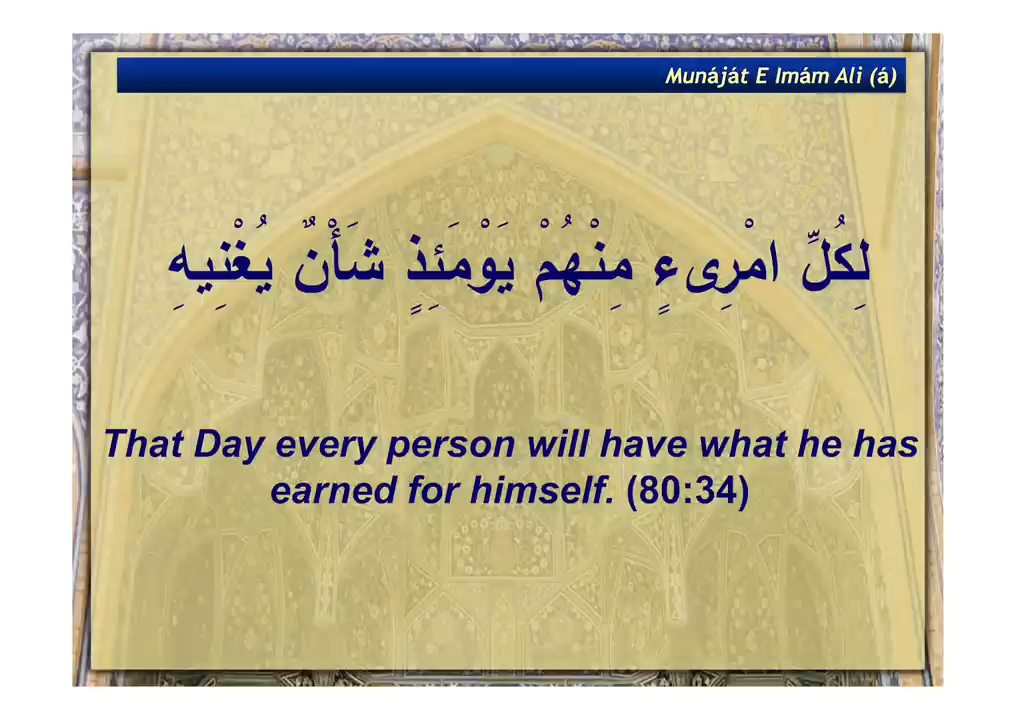 Munáját E Imám Ali (á)
لِكُلِّ امْرِىءٍ مِنْهُمْ يَوْمَئِذٍ شَأْنٌ يُغْنِيهِ
That Day every person will have what he has
earned for himself. (80:34)